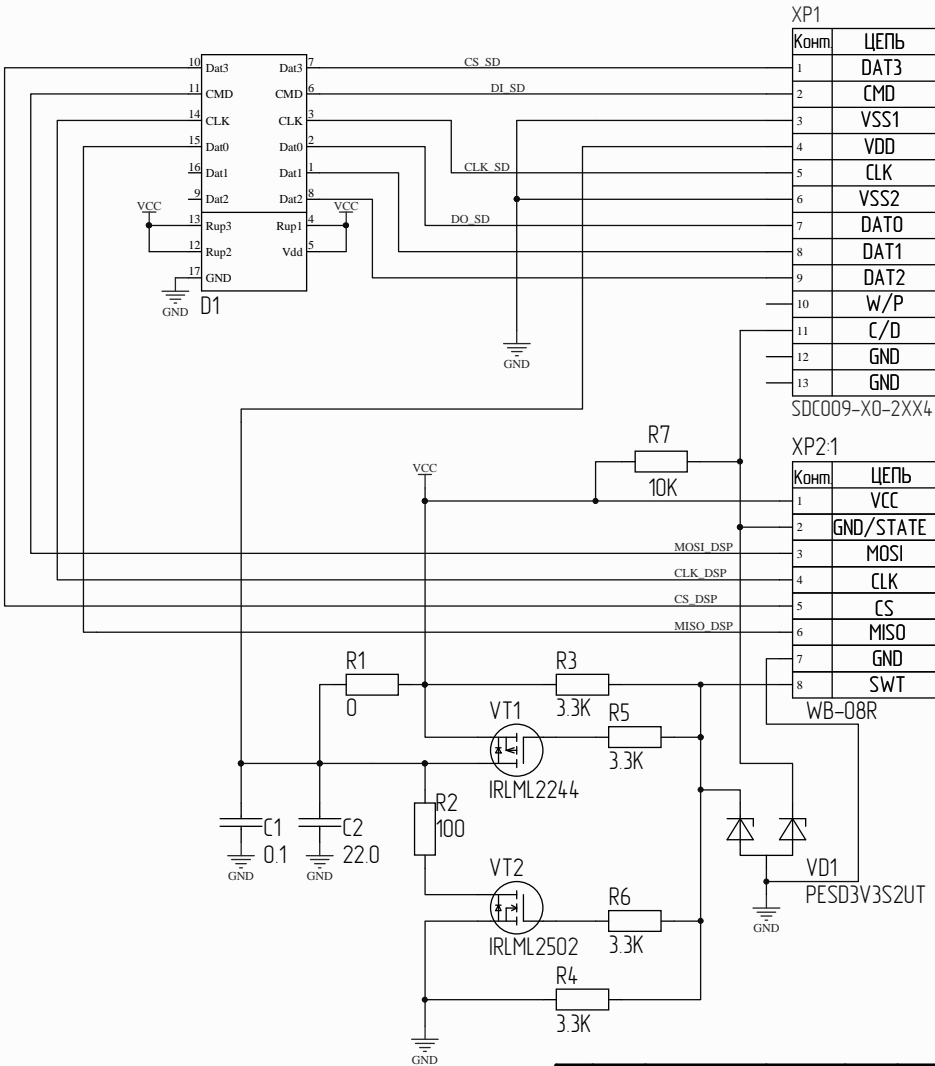 XP1
Конт. ЦЕПЬ
1 DAT3
2 CMD
3 VSS1
4 VDD
5 CLK
6 VSS2
7 DAT0
8 DAT1
9 DAT2
10 W/P
11 C/D
12 GND
13 GND
SDC009-X0-2XX4
10 Dat3 Dat3 7 CS_SD
11 CMD CMD 6 DI_SD
14 CLK CLK 3 CLK_SD
15 Dat0 Dat0 2 DO_SD
16 Dat1 Dat1 1
9 Dat2 Dat2 8
VCC VCC
13 Rup3 Rup1 4
12 Rup2 Vdd 5
17 GND
GND D1
GND
XP2:1
Конт. ЦЕПЬ
1 VCC
2 GND/STATE
3 MOSI
4 CLK
5 CS
6 MISO
7 GND
8 SWT
WB-08R
R7
10K
VCC
MOSI_DSP
CLK_DSP
CS_DSP
MISO_DSP
R1
0
R3
3.3K
VT1
IRLML2244
R5
3.3K
R2
100
C1
0.1
GND
C2
22.0
GND
VT2
IRLML2502
R6
3.3K
R4
3.3K
GND
VD1
PESD3V3S2UT
GND